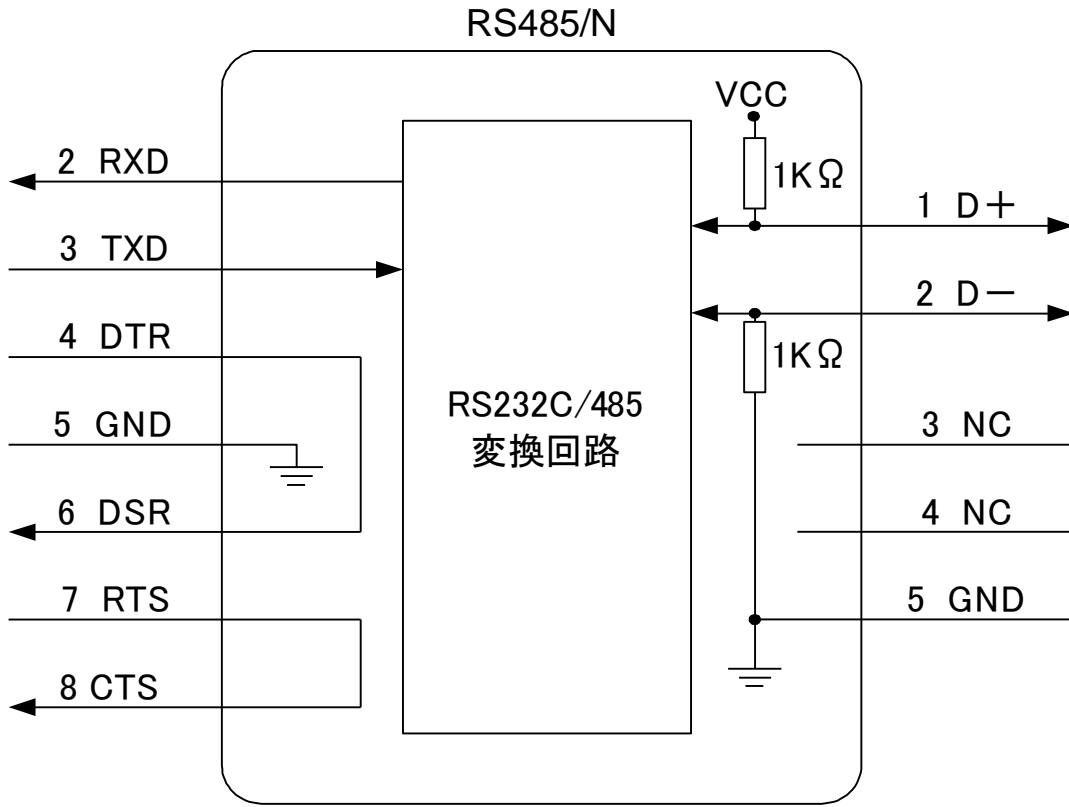 RS485/N
VCC
2 RXD
1KΩ
3 TXD
1 D＋
4 DTR
2 D－
1KΩ
5 GND
RS232C/485
変換回路
3 NC
6 DSR
4 NC
7 RTS
5 GND
8 CTS